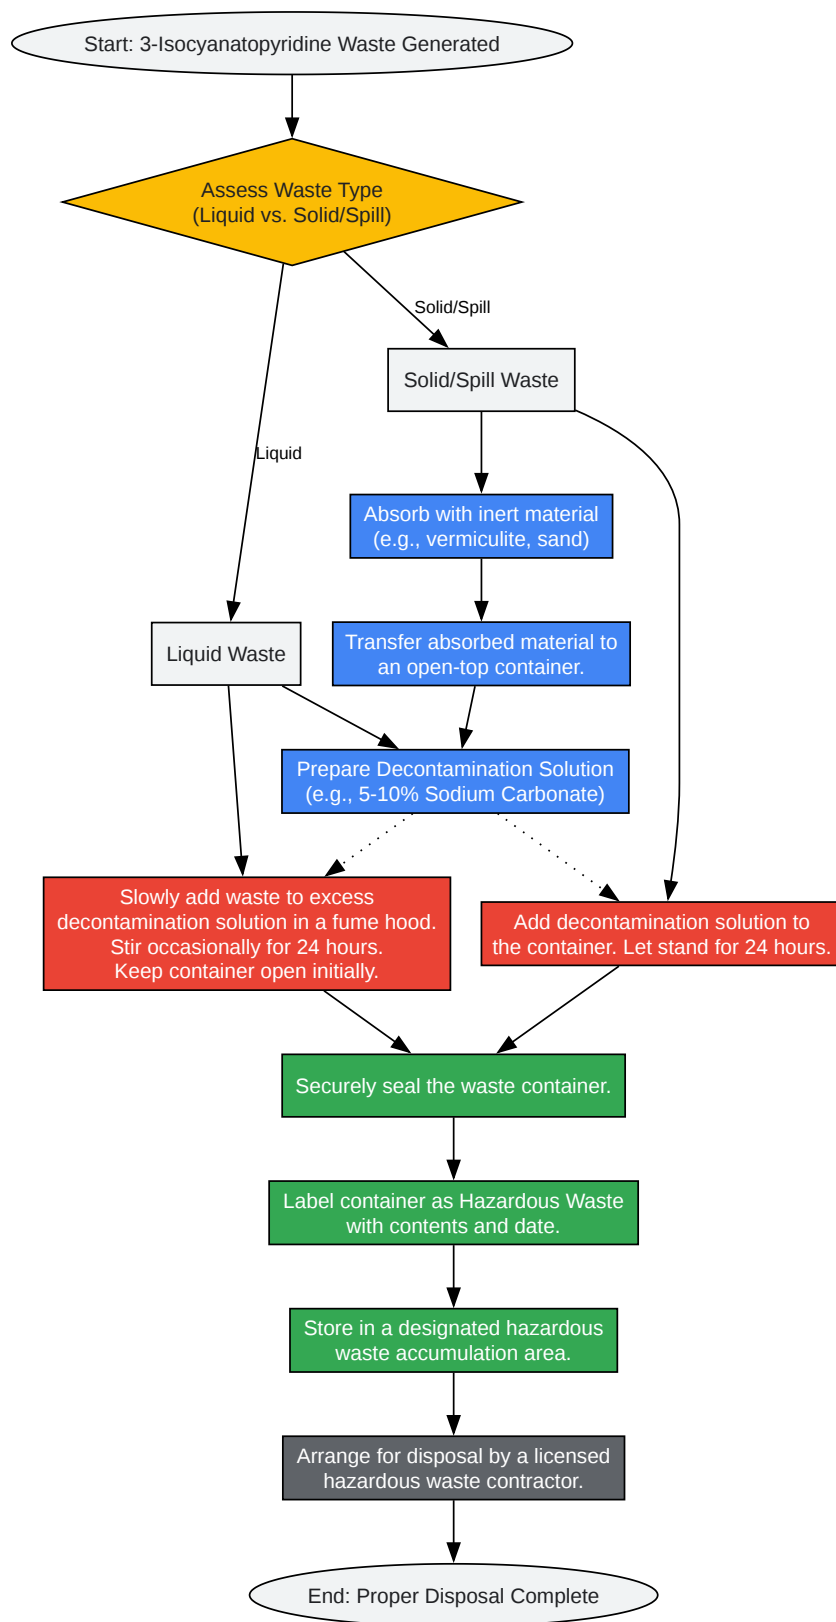 Start: 3-Isocyanatopyridine Waste Generated
Assess Waste Type
(Liquid vs. Solid/Spill)
Solid/Spill
Solid/Spill Waste
Liquid
Absorb with inert material
(e.g., vermiculite, sand)
Liquid Waste
Transfer absorbed material to
an open-top container.
Prepare Decontamination Solution
(e.g., 5-10% Sodium Carbonate)
Slowly add waste to excess
decontamination solution in a fume hood.
Stir occasionally for 24 hours.
Keep container open initially.
Add decontamination solution to
the container. Let stand for 24 hours.
Securely seal the waste container.
Label container as Hazardous Waste
with contents and date.
Store in a designated hazardous
waste accumulation area.
Arrange for disposal by a licensed
hazardous waste contractor.
End: Proper Disposal Complete